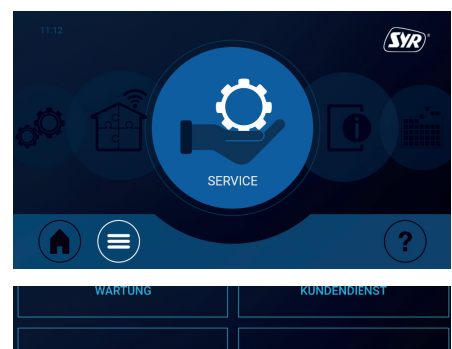 11:12
SYR
SERVICE
?
WARTUNG
KUNDENDIENST